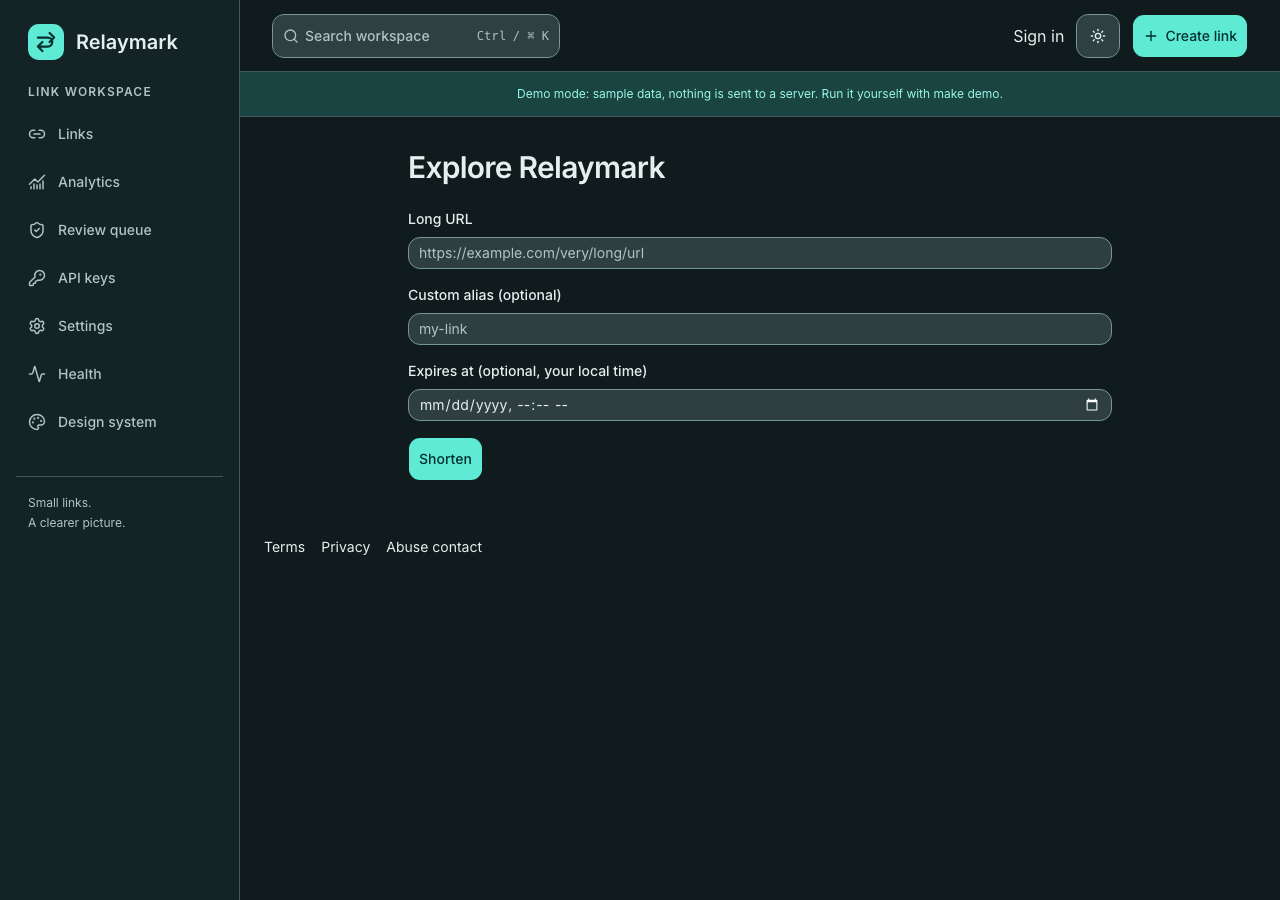 Relaymark
LINK WORKSPACE
Links
Analytics
Review queue
API keys
Settings
Health
Design system
Small links.
A clearer picture.
Search workspace Ctrl / ⌘ K
Sign in
Create link
Demo mode: sample data, nothing is sent to a server. Run it yourself with make demo.
Explore Relaymark
Long URL
https://example.com/very/long/url
Custom alias (optional)
my-link
Expires at (optional, your local time)
mm/dd/yyyy, --:-- --
Shorten
Terms Privacy Abuse contact